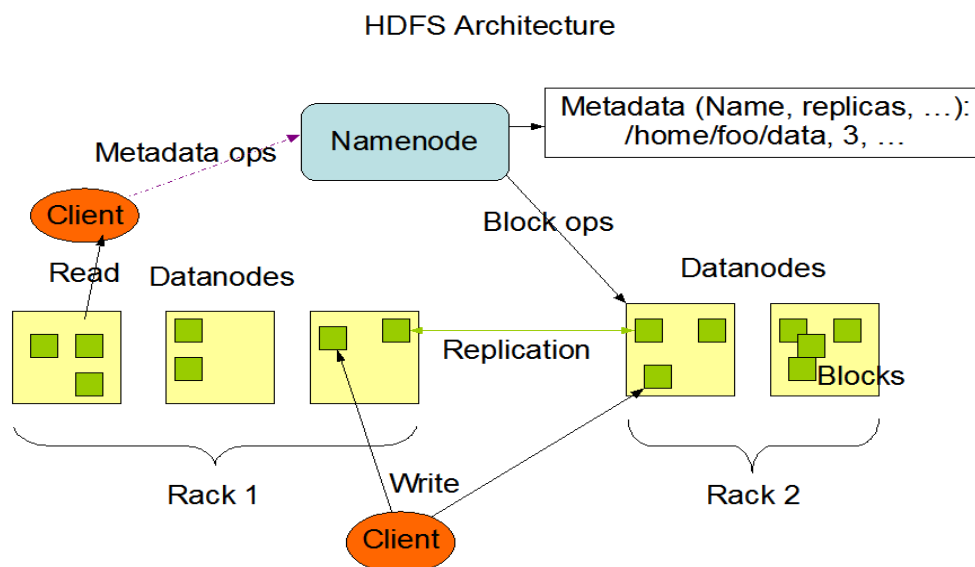 HDFS Architecture
Metadata (Name, replicas, …):
/home/foo/data, 3, …
Namenode
Metadata ops
Client
Block ops
Read
Datanodes
Datanodes
Replication
Blocks
Rack 1
Write
Rack 2
Client